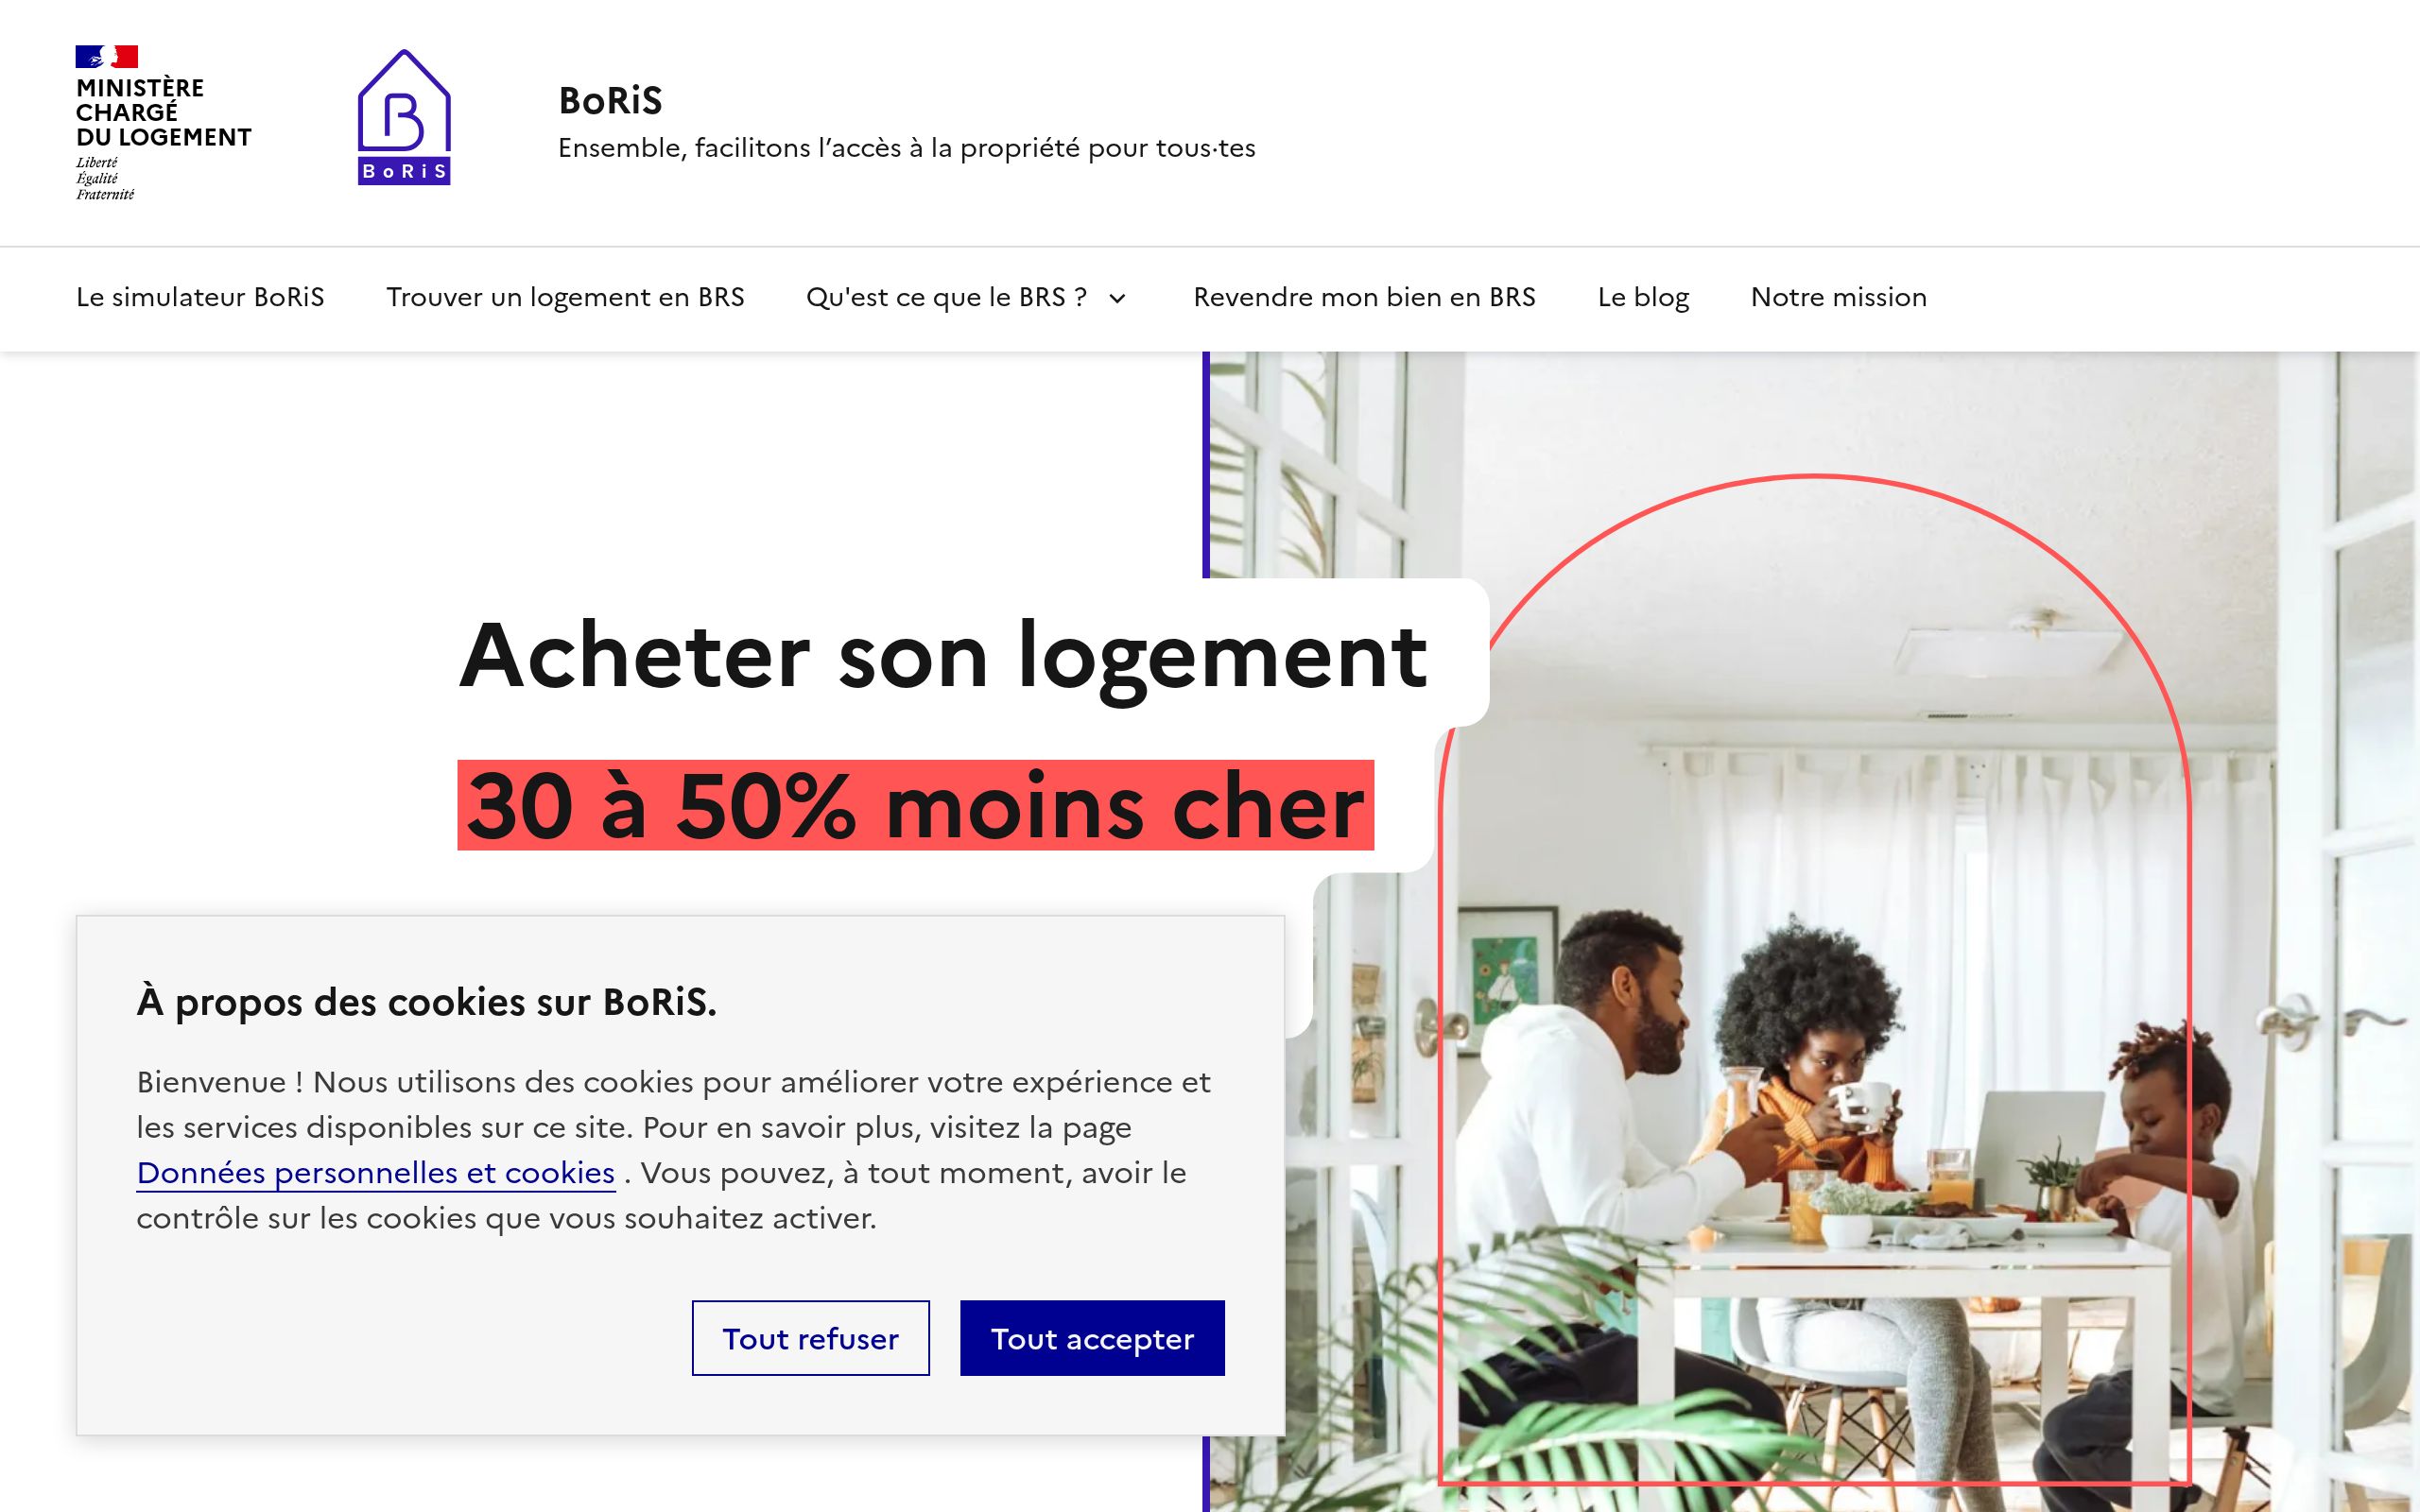 MINISTÈRE
CHARGÉ
DU LOGEMENT
Liberté
Égalité
Fraternité
BoRiS
BoRiS
Ensemble, facilitons l’accès à la propriété pour tous·tes
Le simulateur BoRiS
Trouver un logement en BRS
Qu'est ce que le BRS ?
Revendre mon bien en BRS
Le blog
Notre mission
Acheter son logement
30 à 50% moins cher
À propos des cookies sur BoRiS.
Bienvenue ! Nous utilisons des cookies pour améliorer votre expérience et
les services disponibles sur ce site. Pour en savoir plus, visitez la page
Données personnelles et cookies . Vous pouvez, à tout moment, avoir le
contrôle sur les cookies que vous souhaitez activer.
Tout refuser
Tout accepter